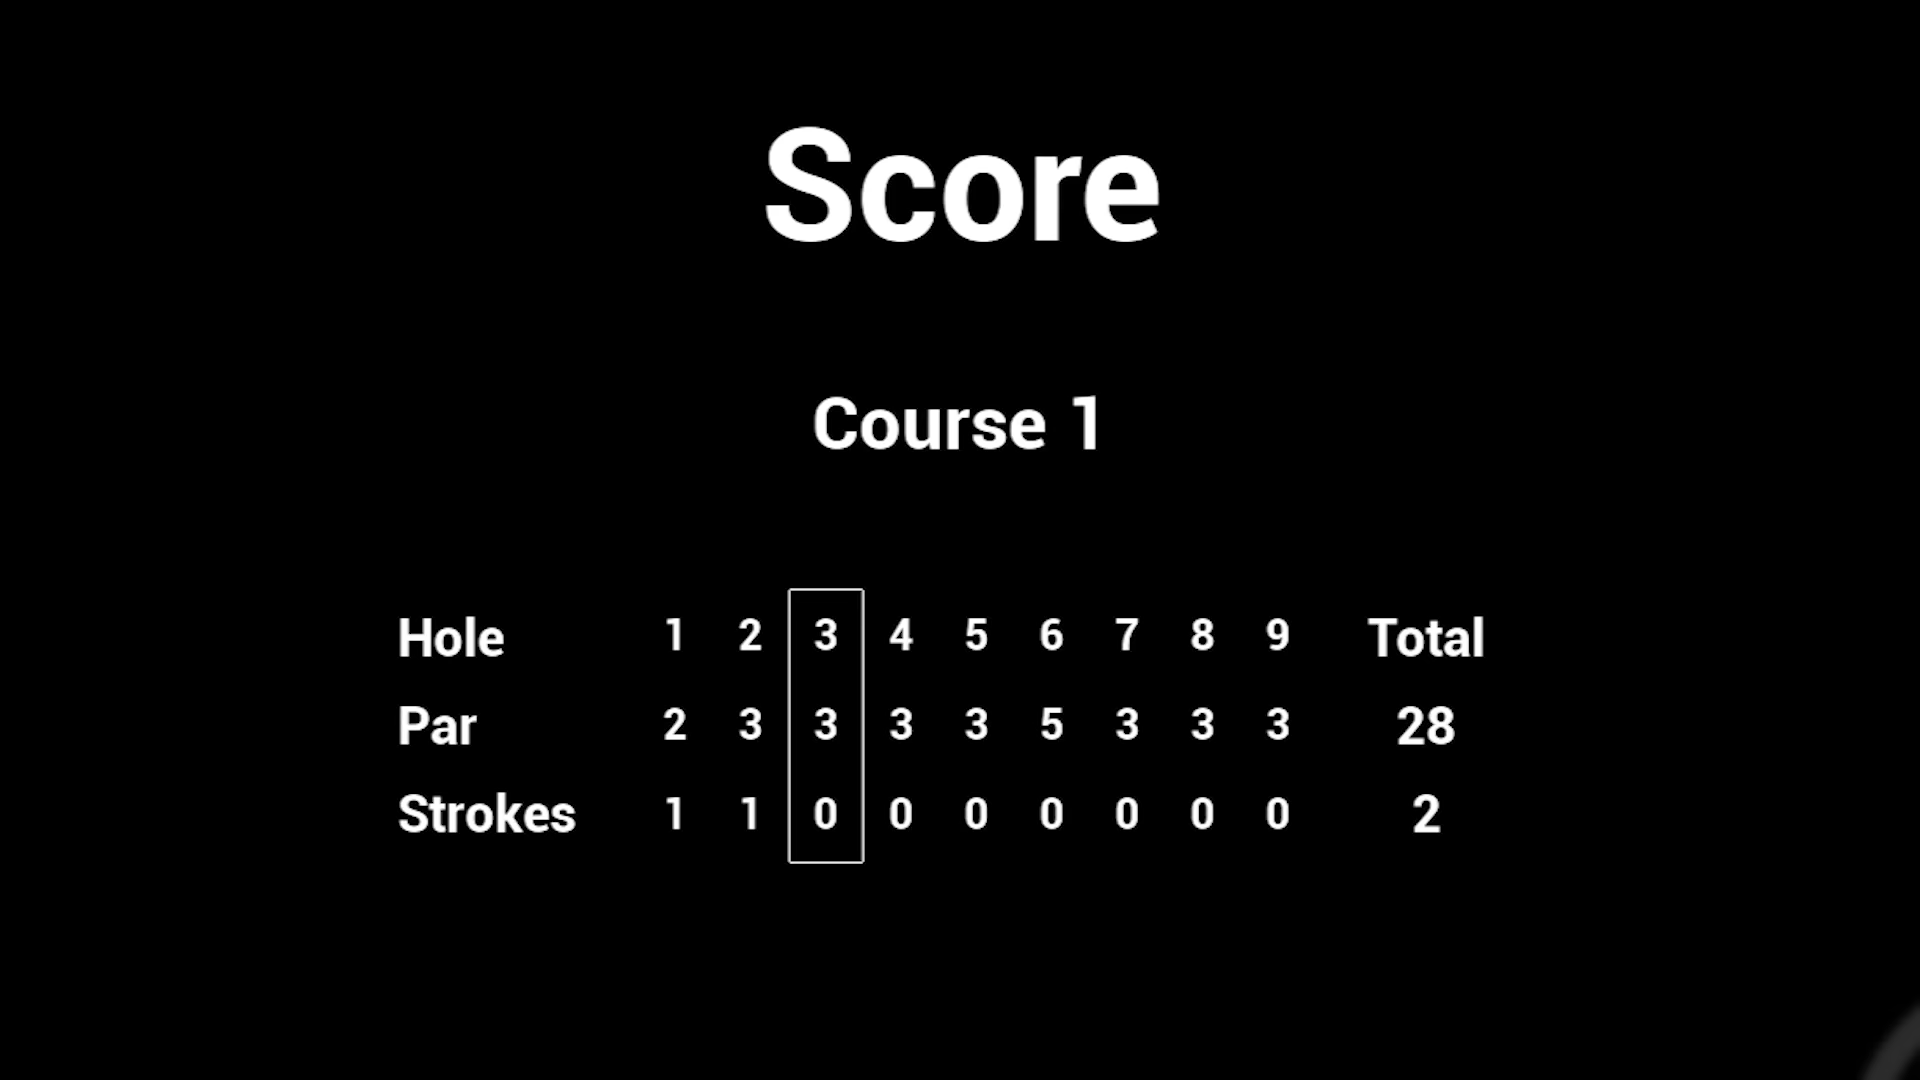 Score
Course 1
Hole 1 2 3 4 5 6 7 8 9 Total
Par 2 3 3 3 3 5 3 3 3 28
Strokes 1 1 0 0 0 0 0 0 0 2